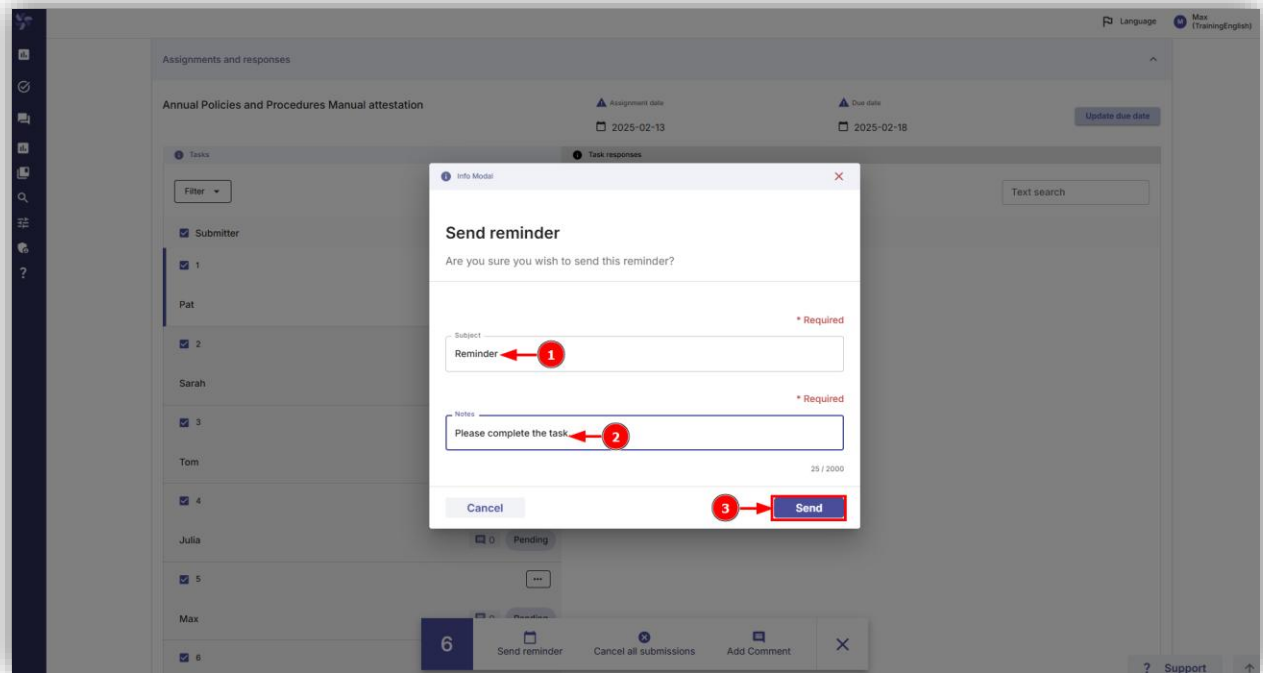 Language
M
Max
(TrainingEnglish)
Assignments and responses
Annual Policies and Procedures Manual attestation
Assignment date
2025-02-13
Due date
2025-02-18
Update due date
Tasks
Task responses
Filter
Text search
Submitter
1
Pat
2
Sarah
3
Tom
4
Julia
0 Pending
5
Max
0 Pending
6
Info Modal
Send reminder
Are you sure you wish to send this reminder?
* Required
Subject
Reminder
1
* Required
Notes
Please complete the task
2
25 / 2000
Cancel
3
Send
6
Send reminder
Cancel all submissions
Add Comment
? Support